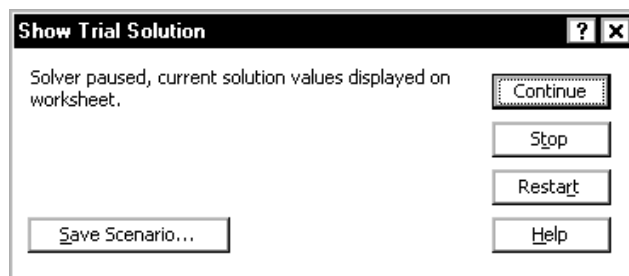 Show Trial Solution
Solver paused, current solution values displayed on
worksheet.
Continue
Stop
Restart
Save Scenario...
Help